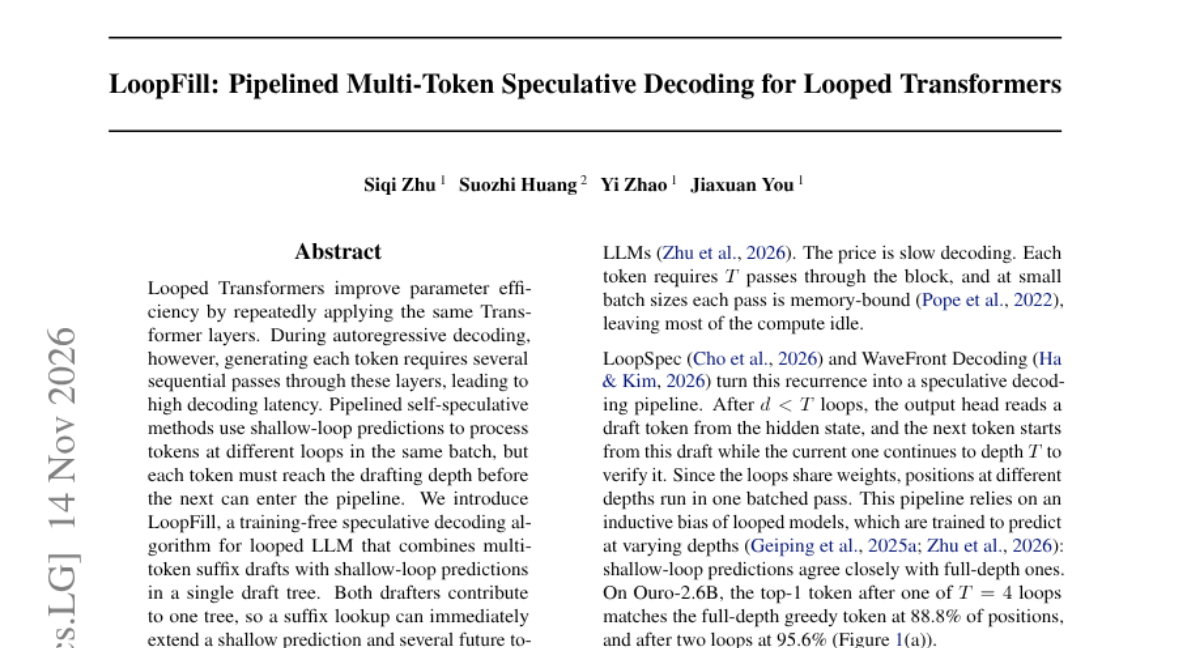 LoopFill: Pipelined Multi-Token Speculative Decoding for Looped Transformers
Siqi Zhu 1 Suozhi Huang 2 Yi Zhao 1 Jiaxuan You 1
Abstract
Looped Transformers improve parameter effi-
ciency by repeatedly applying the same Trans-
former layers. During autoregressive decoding,
however, generating each token requires several
sequential passes through these layers, leading to
high decoding latency. Pipelined self-speculative
methods use shallow-loop predictions to process
tokens at different loops in the same batch, but
each token must reach the drafting depth before
the next can enter the pipeline. We introduce
LoopFill, a training-free speculative decoding al-
gorithm for looped LLM that combines multi-
token suffix drafts with shallow-loop predictions
in a single draft tree. Both drafters contribute
to one tree, so a suffix lookup can immediately
extend a shallow prediction and several future to-
LLMs (Zhu et al., 2026). The price is slow decoding. Each
token requires T passes through the block, and at small
batch sizes each pass is memory-bound (Pope et al., 2022),
leaving most of the compute idle.
LoopSpec (Cho et al., 2026) and WaveFront Decoding (Ha
& Kim, 2026) turn this recurrence into a speculative decod-
ing pipeline. After d < T loops, the output head reads a
draft token from the hidden state, and the next token starts
from this draft while the current one continues to depth T to
verify it. Since the loops share weights, positions at different
depths run in one batched pass. This pipeline relies on an
inductive bias of looped models, which are trained to predict
at varying depths (Geiping et al., 2025a; Zhu et al., 2026):
shallow-loop predictions agree closely with full-depth ones.
On Ouro-2.6B, the top-1 token after one of T = 4 loops
matches the full-depth greedy token at 88.8% of positions,
and after two loops at 95.6% (Figure 1(a)).
cs.LG] 14 Nov 2026